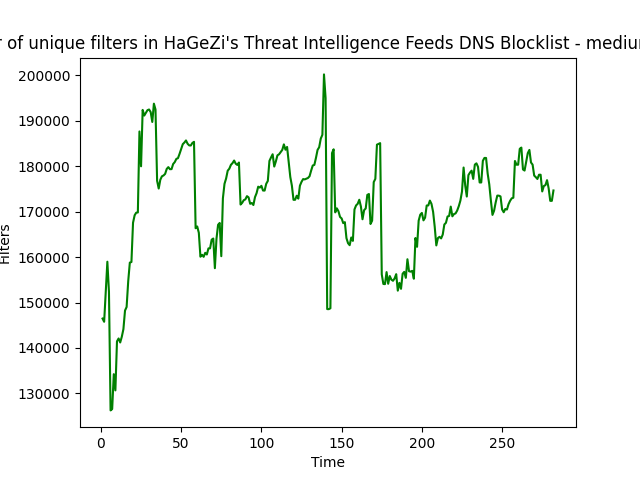 of unique filters in HaGeZi's Threat Intelligence Feeds DNS Blocklist -
200000
190000
180000
170000
160000
150000
140000
130000
Filters
0 50 100 150 200 250
Time